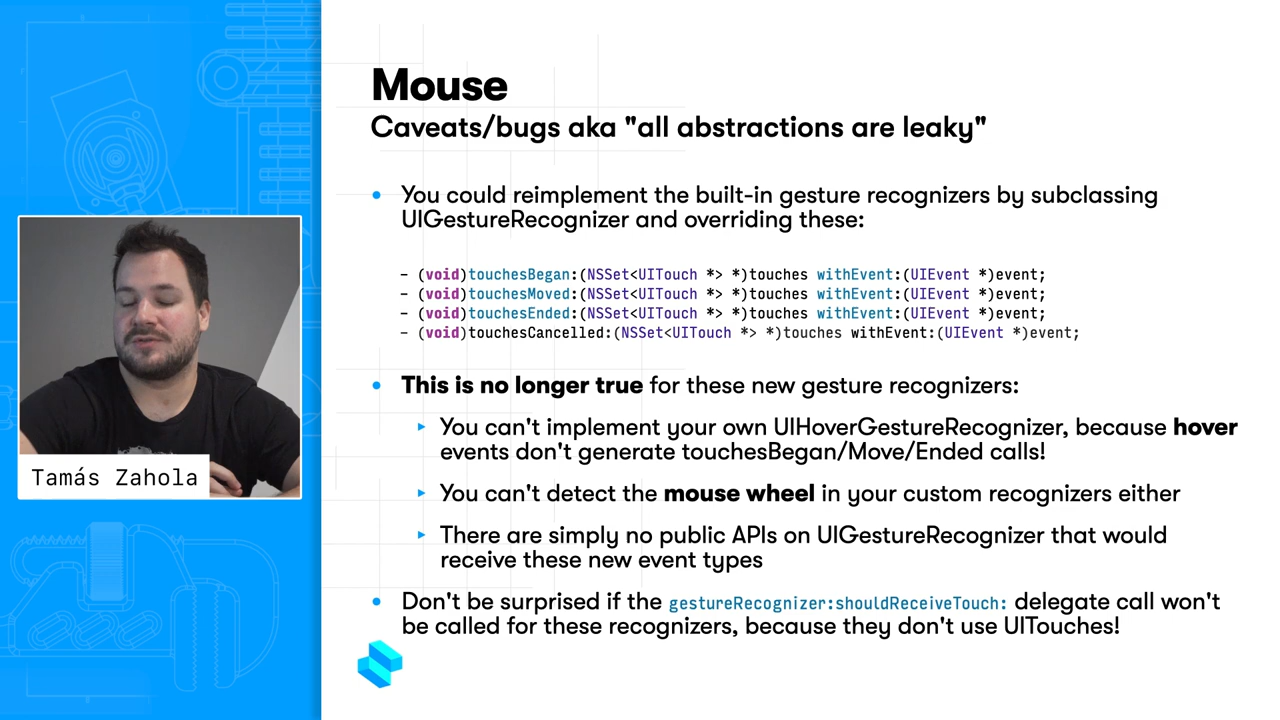 Mouse
Caveats/bugs aka "all abstractions are leaky"
• You could reimplement the built-in gesture recognizers by subclassing
UIGestureRecognizer and overriding these:
- (void)touchesBegan:(NSSet<UITouch *> *)touches withEvent:(UIEvent *)event;
- (void)touchesMoved:(NSSet<UITouch *> *)touches withEvent:(UIEvent *)event;
- (void)touchesEnded:(NSSet<UITouch *> *)touches withEvent:(UIEvent *)event;
- (void)touchesCancelled:(NSSet<UITouch *> *)touches withEvent:(UIEvent *)event;
• This is no longer true for these new gesture recognizers:
▸ You can't implement your own UIHoverGestureRecognizer, because hover
events don't generate touchesBegan/Move/Ended calls!
▸ You can't detect the mouse wheel in your custom recognizers either
▸ There are simply no public APIs on UIGestureRecognizer that would
receive these new event types
• Don't be surprised if the gestureRecognizer:shouldReceiveTouch: delegate call won't
be called for these recognizers, because they don't use UITouches!
Tamás Zahola